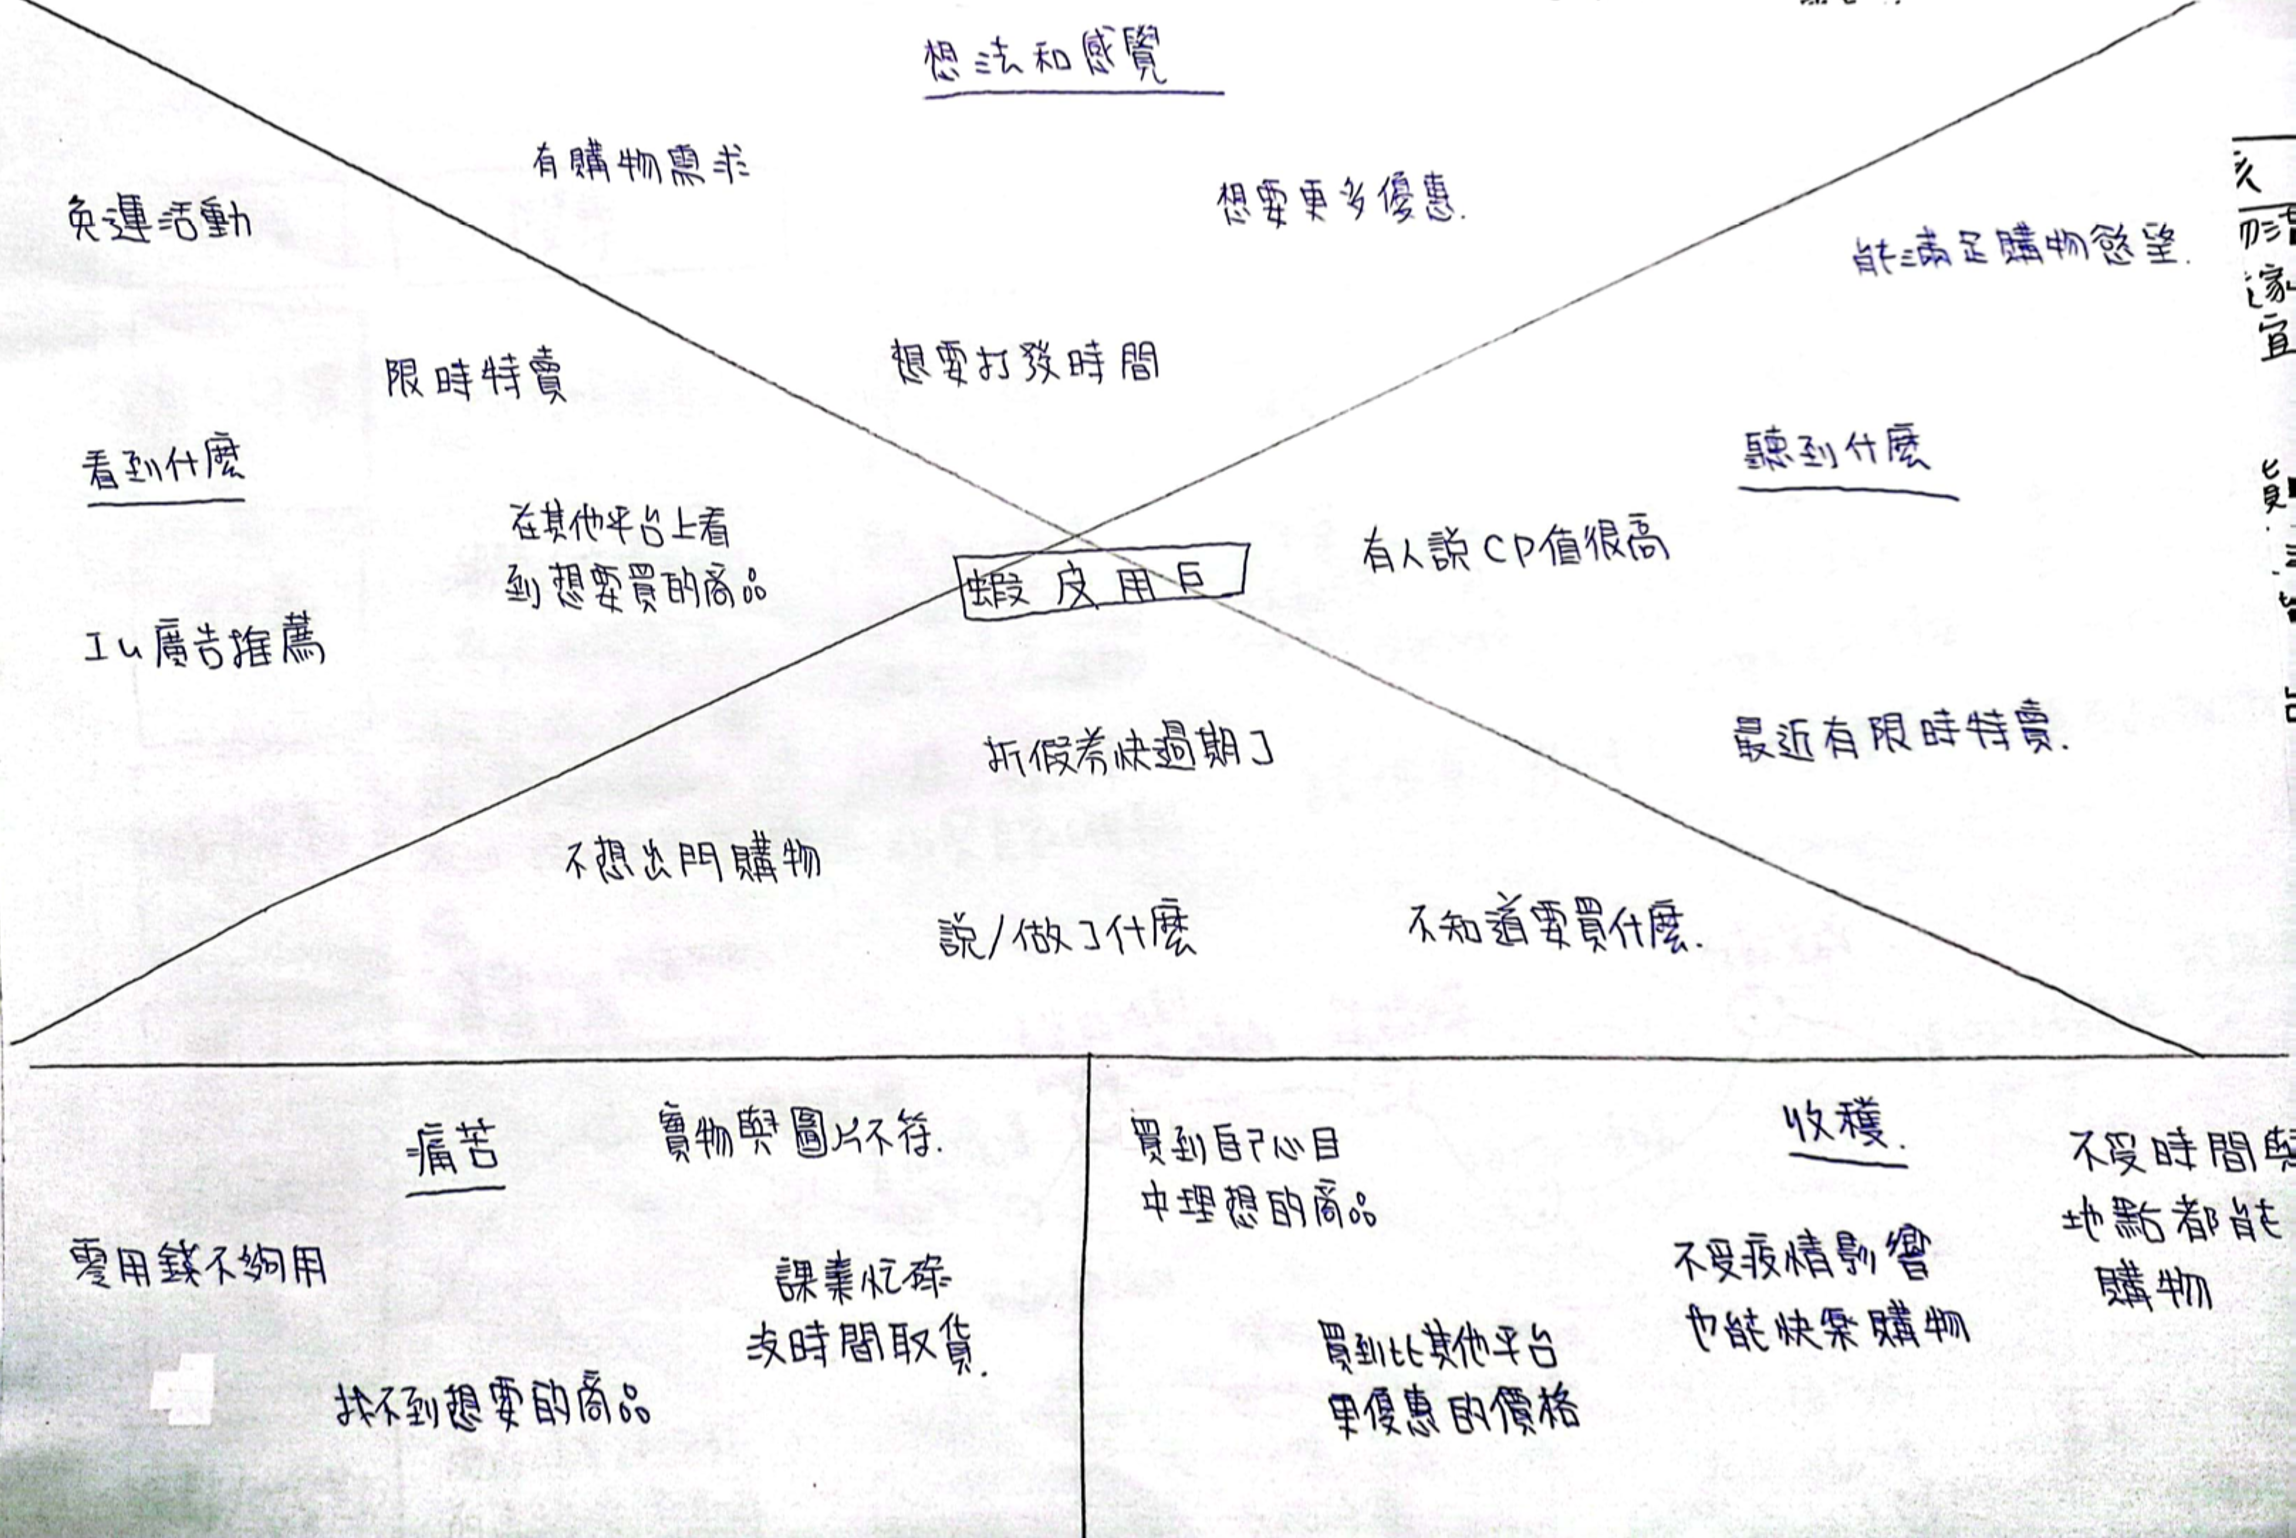 想法和感覺
有購物需求
想要更多優惠.
想要打發時間
免運活動
限時特賣
看到什麼
在其他平台上看
到想要買的商品
Iu廣告推薦
蝦皮用戶
能滿足購物慾望.
聽到什麼
有人說CP值很高
最近有限時特賣.
折假券快過期了
不想出門購物
說/做了什麼
不知道要買什麼.
痛苦
實物與圖片不符.
零用錢不夠用
課業忙碌
沒時間取貨.
找不到想要的商品
收穫.
買到自己心目
中理想的商品
不受時間與
地點都能
購物
不受疫情影響
也能快樂購物
買到比其他平台
更優惠的價格